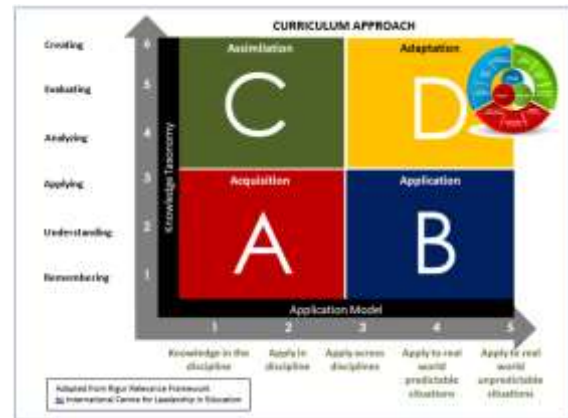 CURRICULUM APPROACH
Creating
Evaluating
Analyzing
Applying
Understanding
Remembering
Knowledge Taxonomy
6
5
4
3
2
1
Assimilation
C
Adaptation
D
Acquisition
A
Application
B
Application Model
1 2 3 4 5
Knowledge in the
discipline
Apply in
discipline
Apply across
disciplines
Apply to real
world
predictable
situations
Apply to real
world
unpredictable
situations
Adapted from Rigor Relevance Framework
by International Centre for Leadership in Education